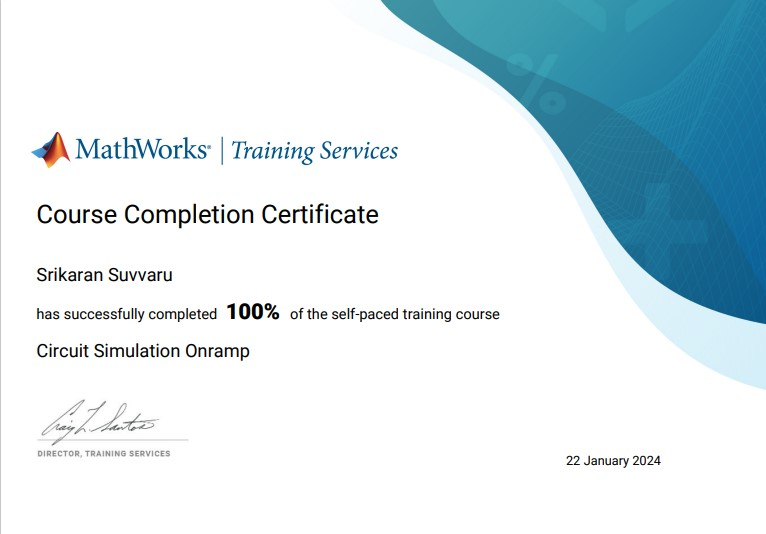 MathWorks® | Training Services
Course Completion Certificate
Srikaran Suvvaru
has successfully completed 100% of the self-paced training course
Circuit Simulation Onramp
Craig L. Santos
DIRECTOR, TRAINING SERVICES
22 January 2024
%
+